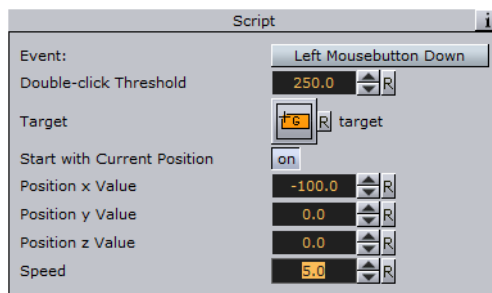 Script i
Event: Left Mousebutton Down
Double-click Threshold 250.0 R
Target G R target
Start with Current Position on
Position x Value -100.0 R
Position y Value 0.0 R
Position z Value 0.0 R
Speed 5.0 R